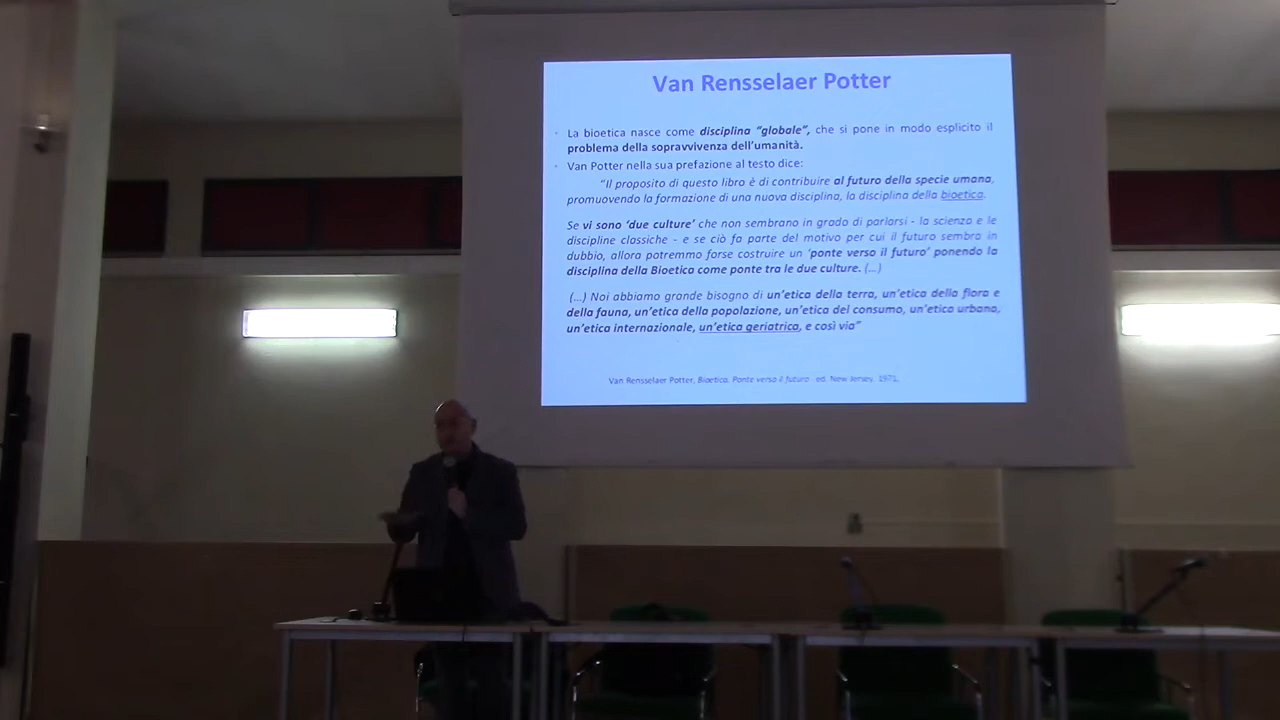 Van Rensselaer Potter
- La bioetica nasce come disciplina “globale”, che si pone in modo esplicito il
problema della sopravvivenza dell’umanità.
- Van Potter nella sua prefazione al testo dice:
“Il proposito di questo libro è di contribuire al futuro della specie umana,
promuovendo la formazione di una nuova disciplina, la disciplina della bioetica.
Se vi sono ‘due culture’ che non sembrano in grado di parlarsi - la scienza e le
discipline classiche - e se ciò fa parte del motivo per cui il futuro sembra in
dubbio, allora potremmo forse costruire un ‘ponte verso il futuro’ ponendo la
disciplina della Bioetica come ponte tra le due culture. (...)
(...) Noi abbiamo grande bisogno di un’etica della terra, un’etica della flora e
della fauna, un’etica della popolazione, un’etica del consumo, un’etica urbana,
un’etica internazionale, un’etica geriatrica, e così via”
Van Rensselaer Potter, Bioetica. Ponte verso il futuro ed. New Jersey, 1971.